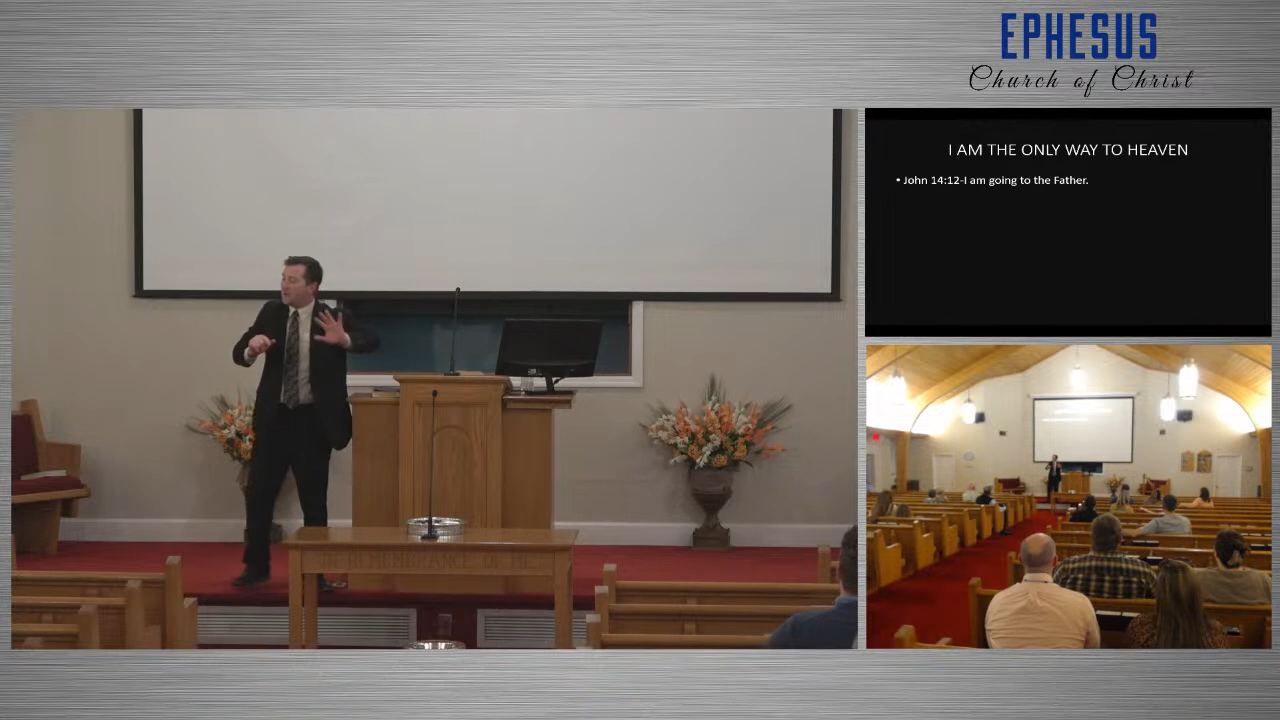 EPHESUS
Church of Christ
I AM THE ONLY WAY TO HEAVEN
• John 14:12-I am going to the Father.